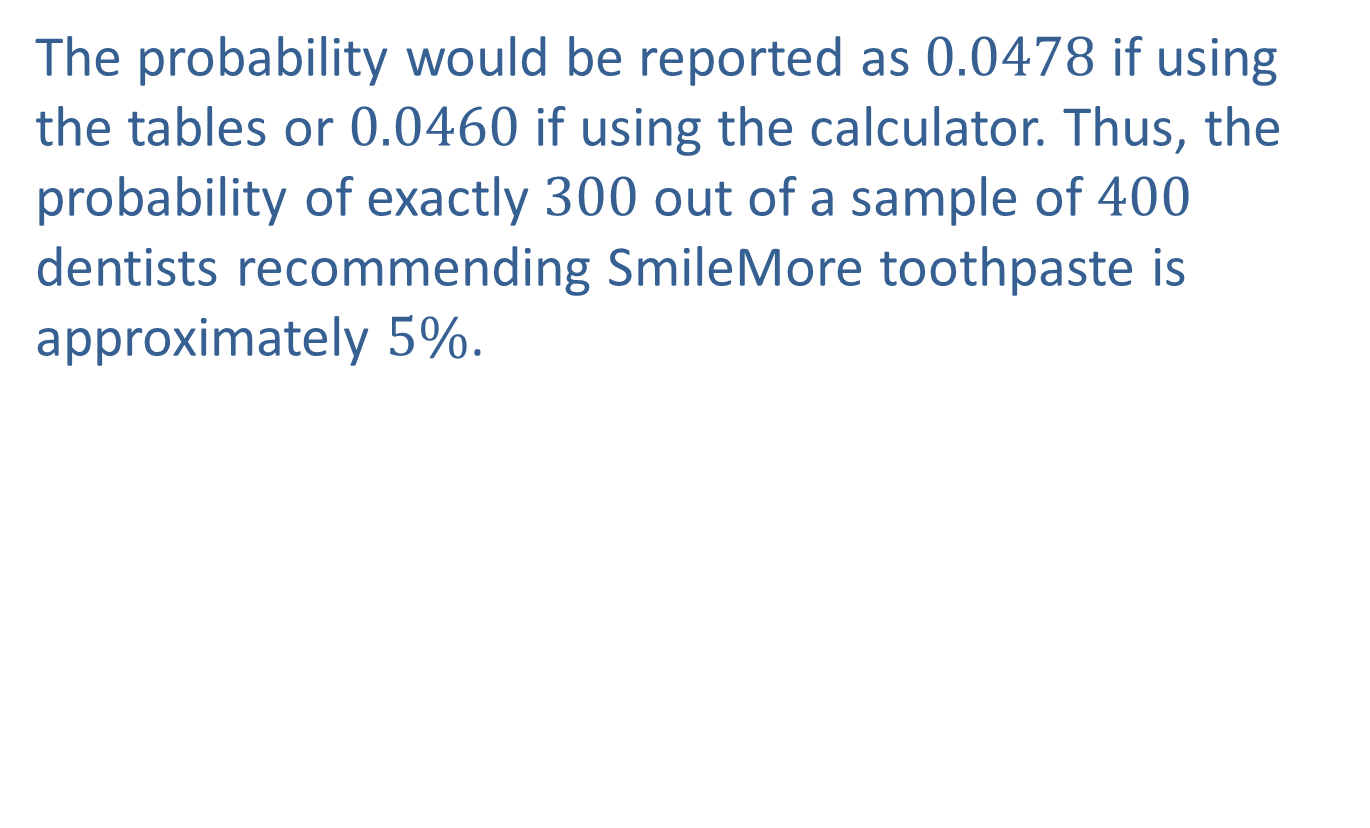 The probability would be reported as 0.0478 if using
the tables or 0.0460 if using the calculator. Thus, the
probability of exactly 300 out of a sample of 400
dentists recommending SmileMore toothpaste is
approximately 5%.